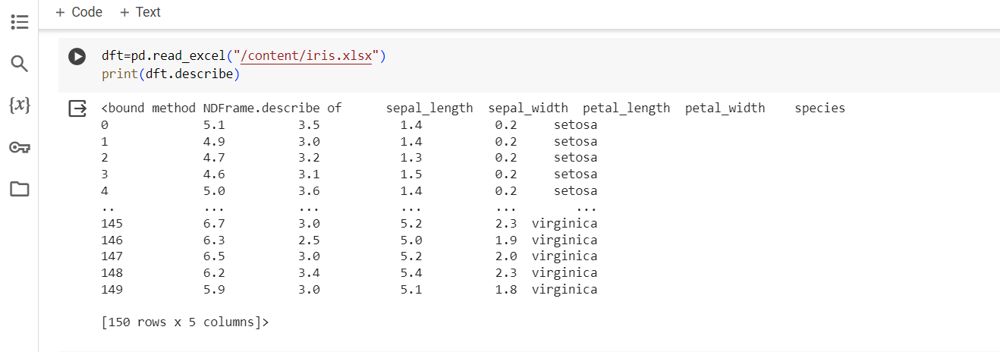 + Code + Text
{x}
dft=pd.read_excel("/content/iris.xlsx")
print(dft.describe)
<bound method NDFrame.describe of      sepal_length  sepal_width  petal_length  petal_width    species
0             5.1          3.5           1.4          0.2     setosa
1             4.9          3.0           1.4          0.2     setosa
2             4.7          3.2           1.3          0.2     setosa
3             4.6          3.1           1.5          0.2     setosa
4             5.0          3.6           1.4          0.2     setosa
..            ...          ...           ...          ...        ...
145           6.7          3.0           5.2          2.3  virginica
146           6.3          2.5           5.0          1.9  virginica
147           6.5          3.0           5.2          2.0  virginica
148           6.2          3.4           5.4          2.3  virginica
149           5.9          3.0           5.1          1.8  virginica
[150 rows x 5 columns]>